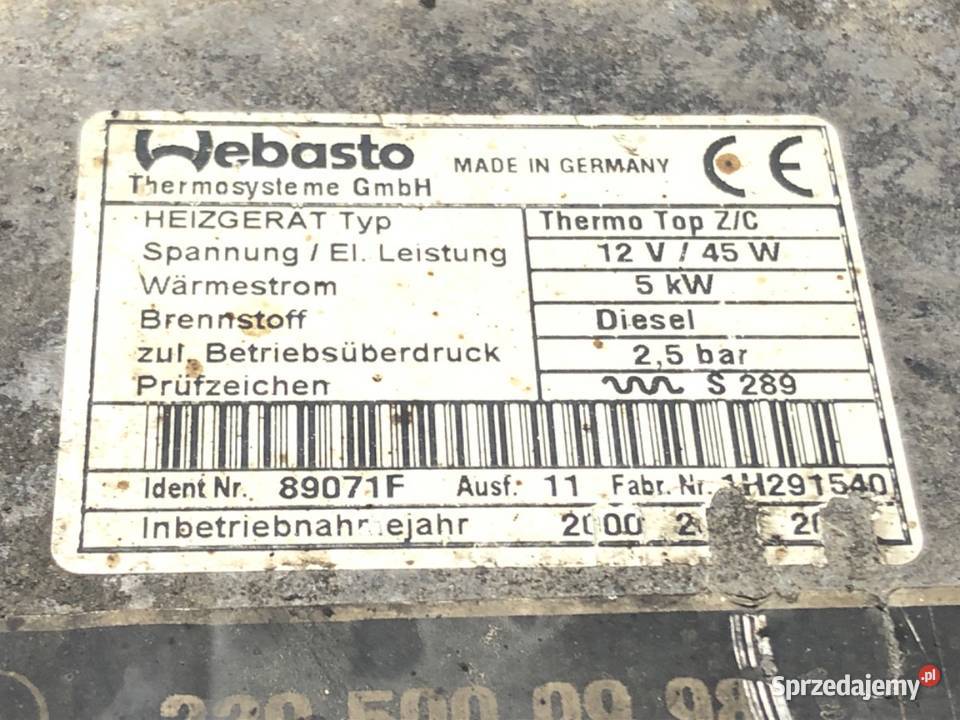 Webasto
MADE IN GERMANY CE
Thermosysteme GmbH
HEIZGERÄT Typ Thermo Top Z/C
Spannung / El. Leistung 12 V / 45 W
Wärmestrom 5 kW
Brennstoff Diesel
zul. Betriebsüberdruck 2,5 bar
Prüfzeichen S 289
Ident Nr. 89071F Ausf. 11 Fabr. Nr. 1H291540
Inbetriebnahmejahr 2000
Sprzedajemy.pl